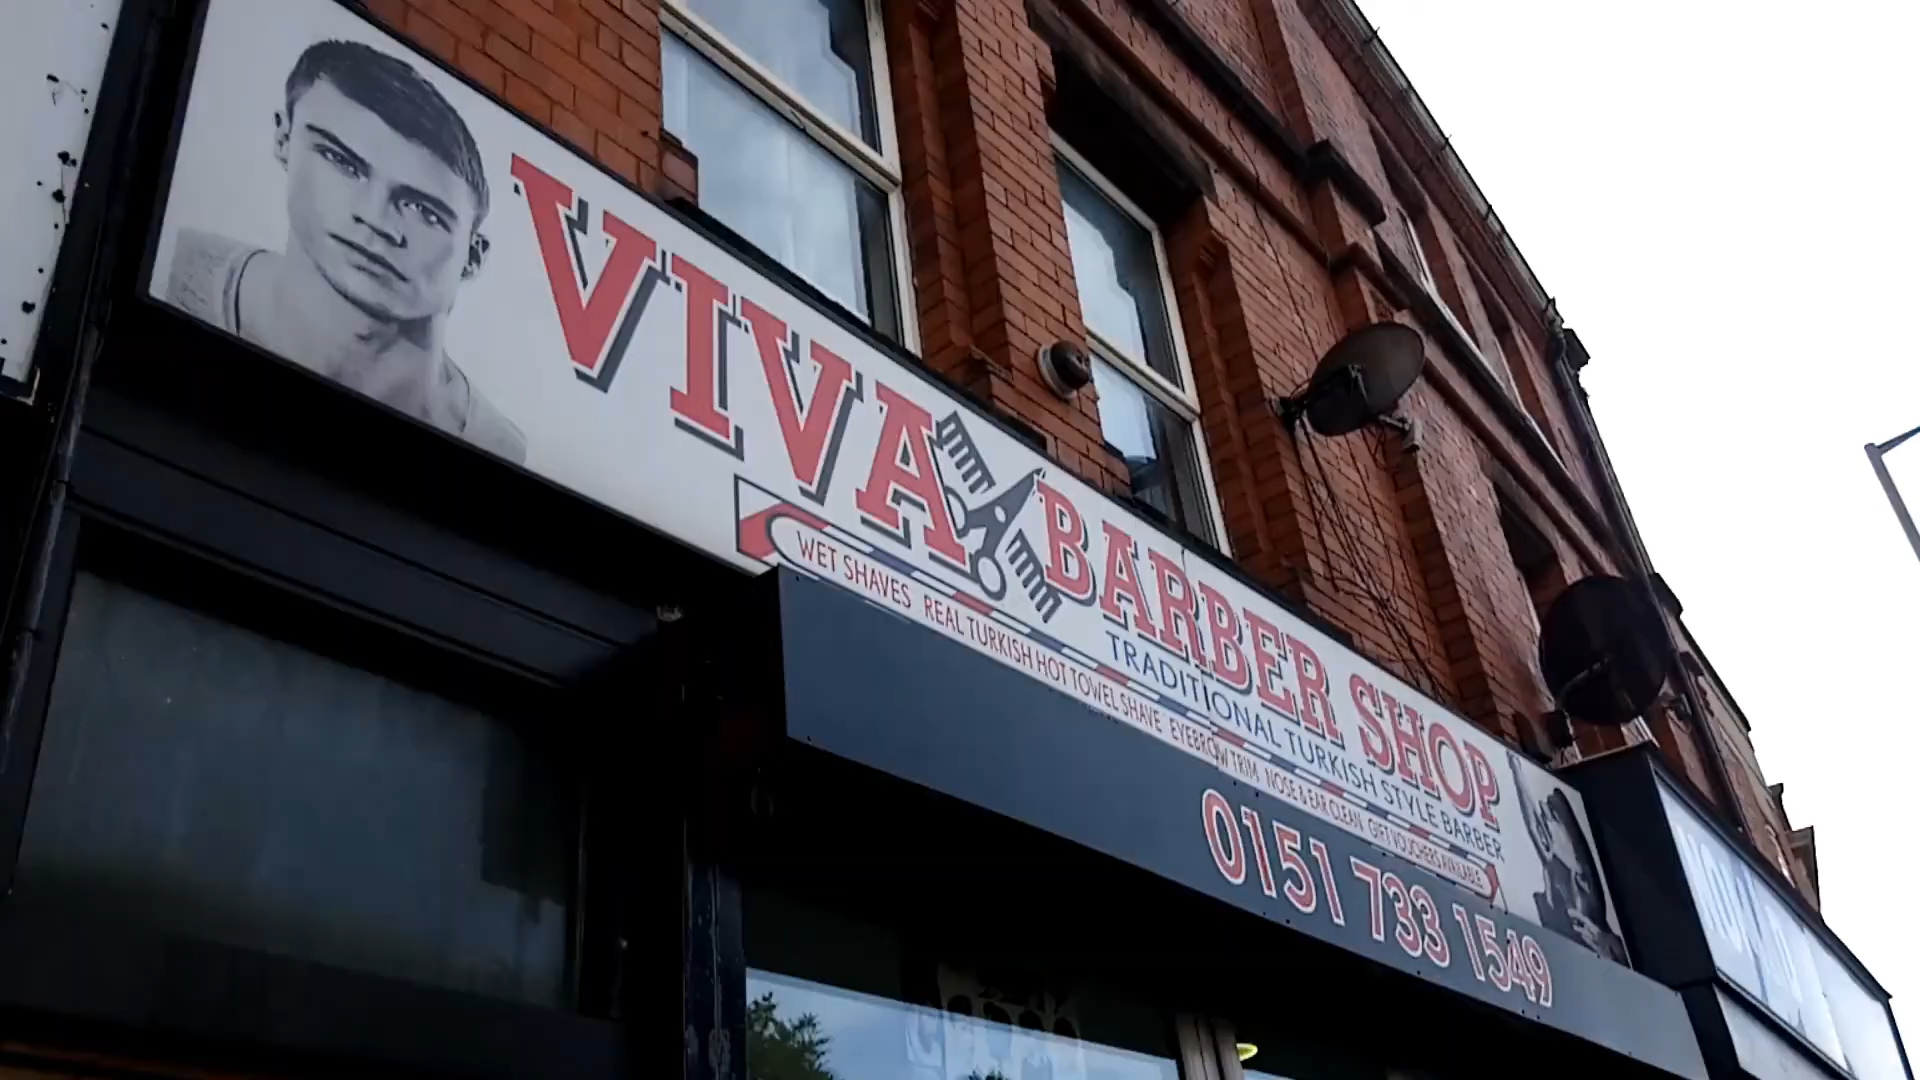 VIVA BARBER SHOP
TRADITIONAL TURKISH STYLE BARBER
WET SHAVES REAL TURKISH HOT TOWEL SHAVE EYEBROW TRIM NOSE & EAR CLEAN GIFT VOUCHERS AVAILABLE
0151 733 1549